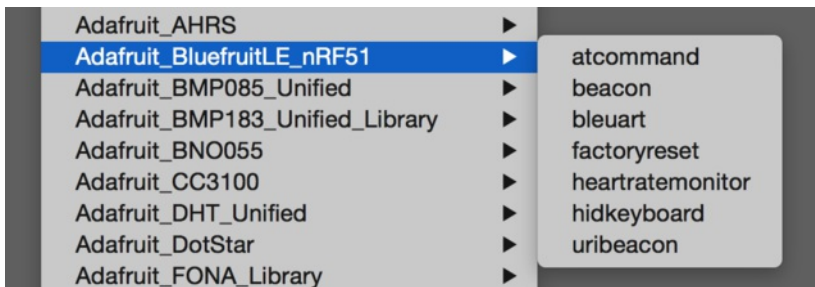 Adafruit_AHRS
Adafruit_BluefruitLE_nRF51
Adafruit_BMP085_Unified
Adafruit_BMP183_Unified_Library
Adafruit_BNO055
Adafruit_CC3100
Adafruit_DHT_Unified
Adafruit_DotStar
Adafruit_FONA_Library
atcommand
beacon
bleuart
factoryreset
heartratemonitor
hidkeyboard
uribeacon